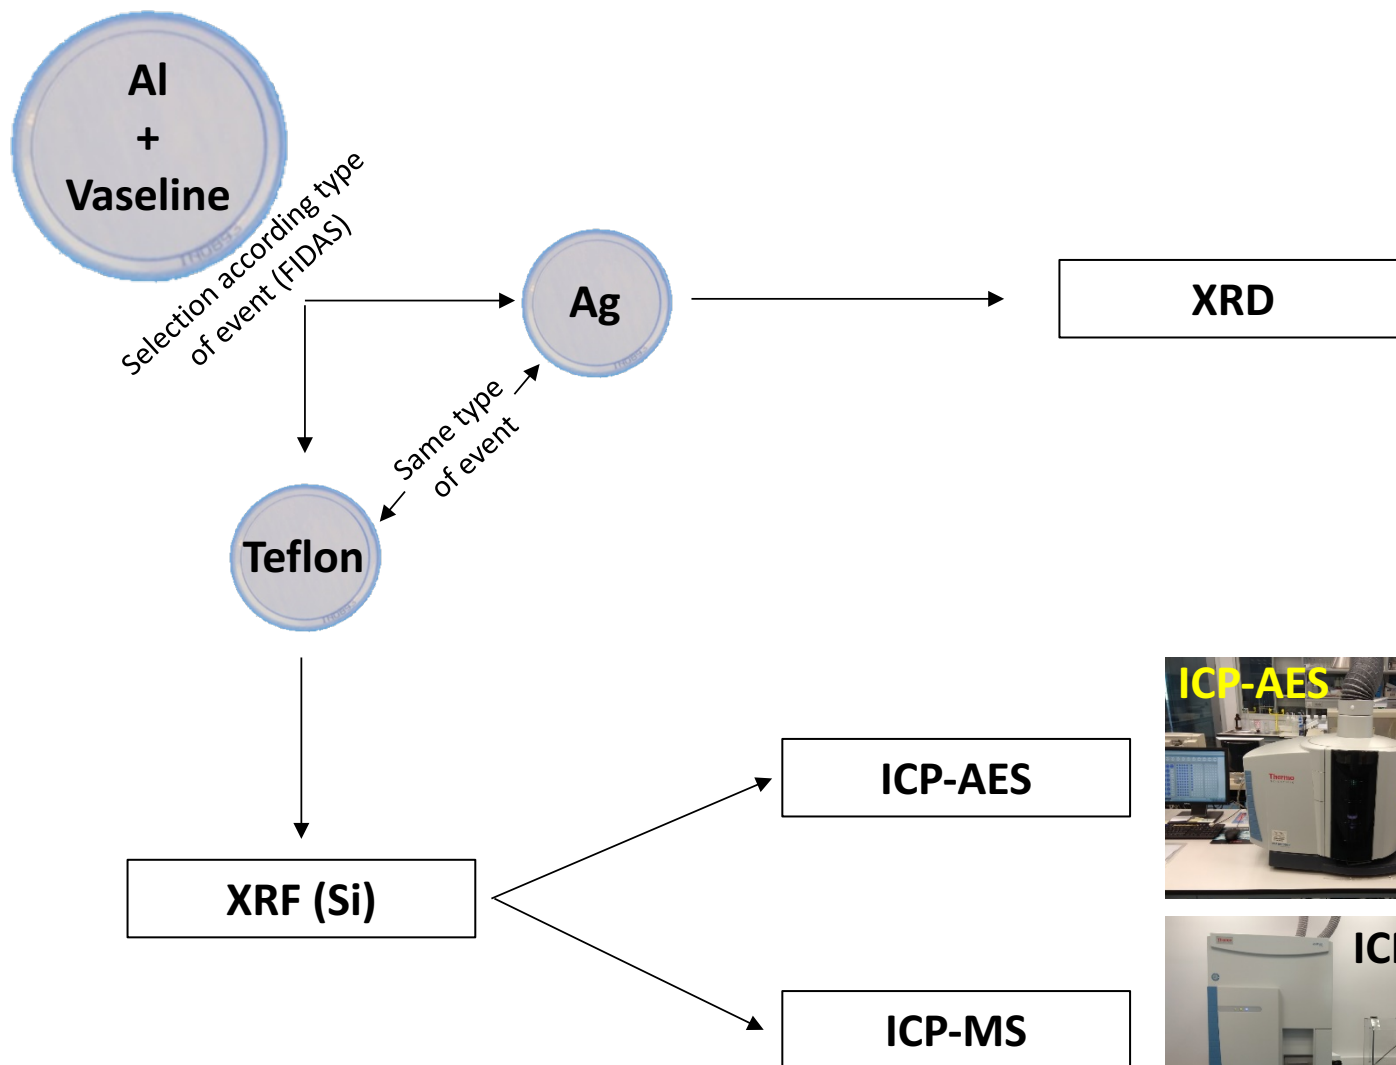 Al
+
Vaseline
Selection according type
of event (FIDAS)
Ag
XRD
Same type
of event
Teflon
ICP-AES
Thermo
ICP-AES
XRF (Si)
ICP-MS